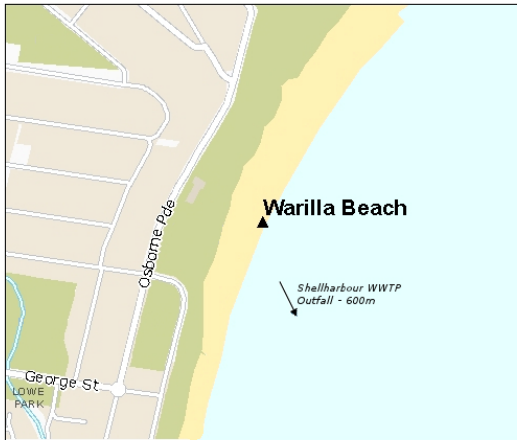 Warilla Beach
Osborne Pde
Shellharbour WWTP
Outfall - 600m
George St
LOWE
PARK